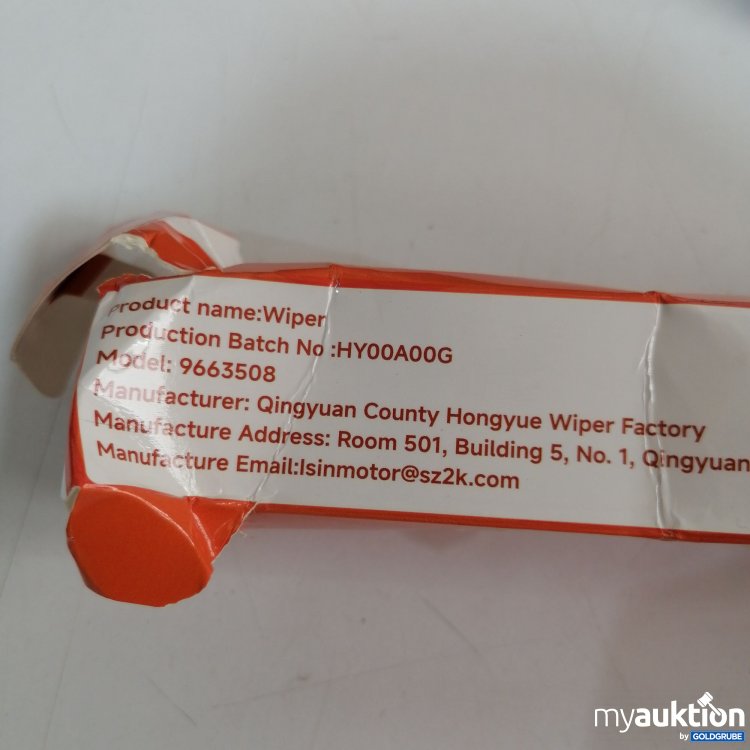 Product name:Wiper
Production Batch No :HY00A00G
Model: 9663508
Manufacturer: Qingyuan County Hongyue Wiper Factory
Manufacture Address: Room 501, Building 5, No. 1, Qingyuan
Manufacture Email:lsinmotor@sz2k.com
myauktion
by GOLDGRUBE